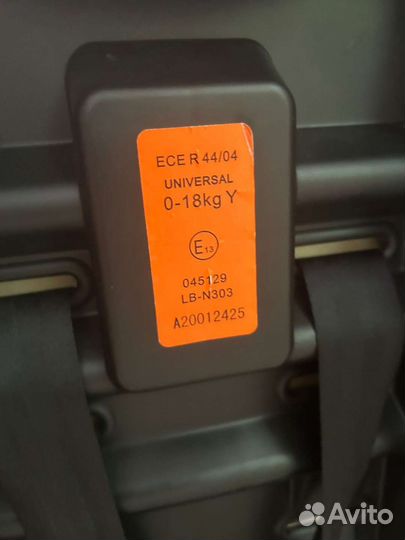 ECE R 44/04
UNIVERSAL
0-18kg Y
E13
045129
LB-N303
A20012425
Avito